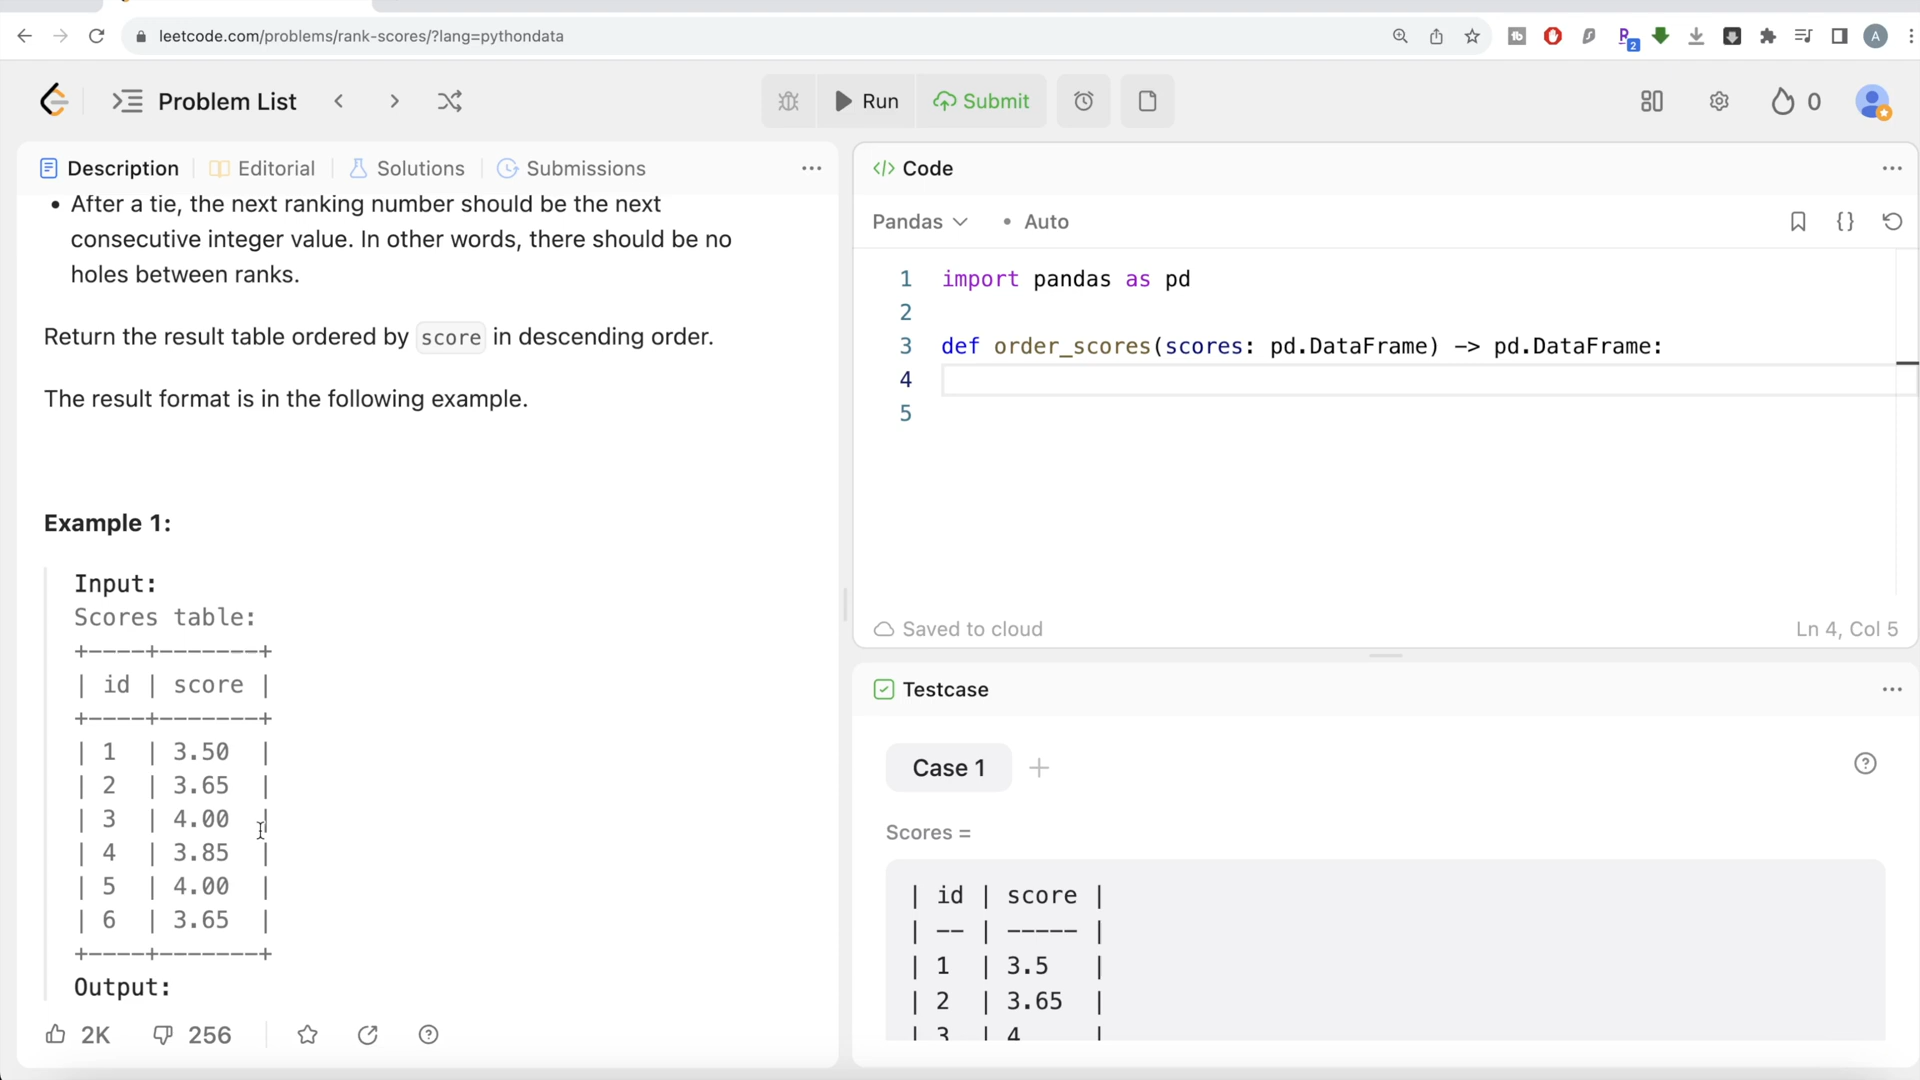 leetcode.com/problems/rank-scores/?lang=pythondata
2
A
Problem List
Run
Submit
0
Description
Editorial
Solutions
Submissions
• After a tie, the next ranking number should be the next
consecutive integer value. In other words, there should be no
holes between ranks.
Return the result table ordered by score in descending order.
The result format is in the following example.
Example 1:
Input:
Scores table:
+----+-------+
| id | score |
+----+-------+
| 1  | 3.50  |
| 2  | 3.65  |
| 3  | 4.00  |
| 4  | 3.85  |
| 5  | 4.00  |
| 6  | 3.65  |
+----+-------+
Output:
2K
256
</> Code
Pandas
• Auto
{}
1 import pandas as pd
2
3 def order_scores(scores: pd.DataFrame) -> pd.DataFrame:
4
5
Saved to cloud
Ln 4, Col 5
Testcase
Case 1
+
Scores =
| id | score |
| -- | ----- |
| 1  | 3.5   |
| 2  | 3.65  |
| 3  | 4     |